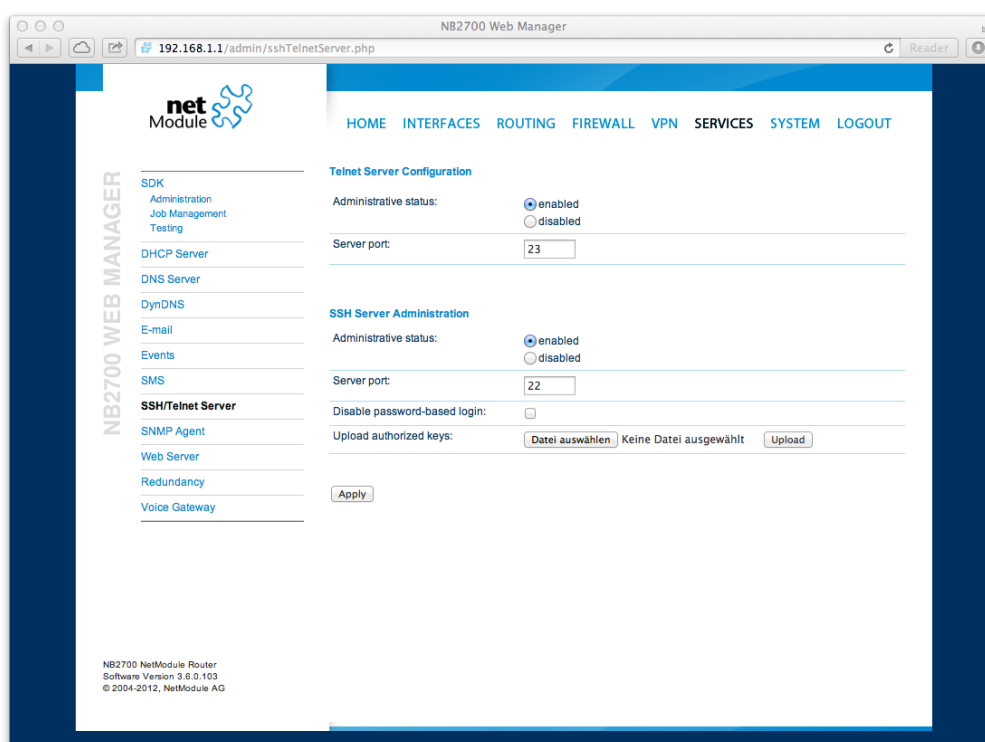 NB2700 Web Manager
192.168.1.1/admin/sshTelnetServer.php
Reader
net
Module
HOME INTERFACES ROUTING FIREWALL VPN SERVICES SYSTEM LOGOUT
NB2700 WEB MANAGER
SDK
Administration
Job Management
Testing
DHCP Server
DNS Server
DynDNS
E-mail
Events
SMS
SSH/Telnet Server
SNMP Agent
Web Server
Redundancy
Voice Gateway
Telnet Server Configuration
Administrative status:
enabled
disabled
Server port:
23
SSH Server Administration
Administrative status:
enabled
disabled
Server port:
22
Disable password-based login:
Upload authorized keys:
Datei auswählen Keine Datei ausgewählt Upload
Apply
NB2700 NetModule Router
Software Version 3.6.0.103
© 2004-2012, NetModule AG